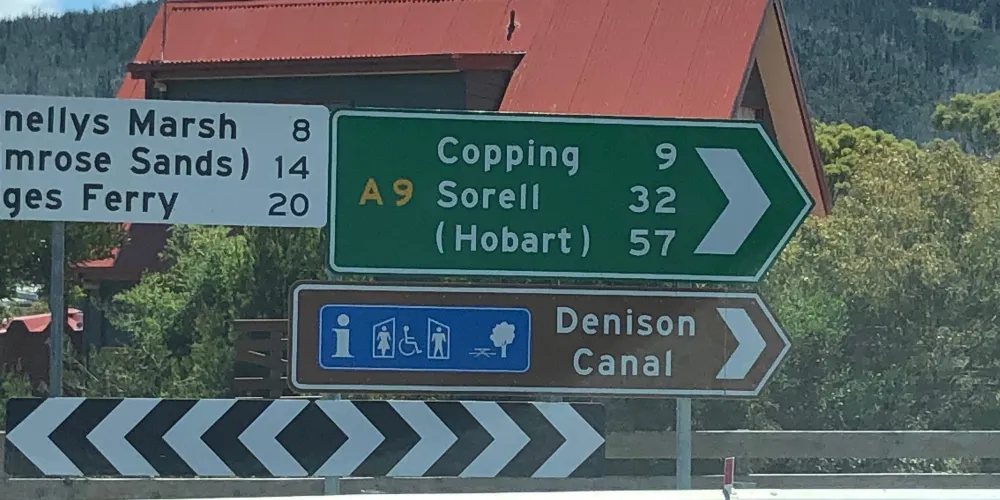 nellys Marsh 8
mrose Sands) 14
ges Ferry 20
A9
Copping 9
Sorell 32
(Hobart) 57
i
Denison
Canal